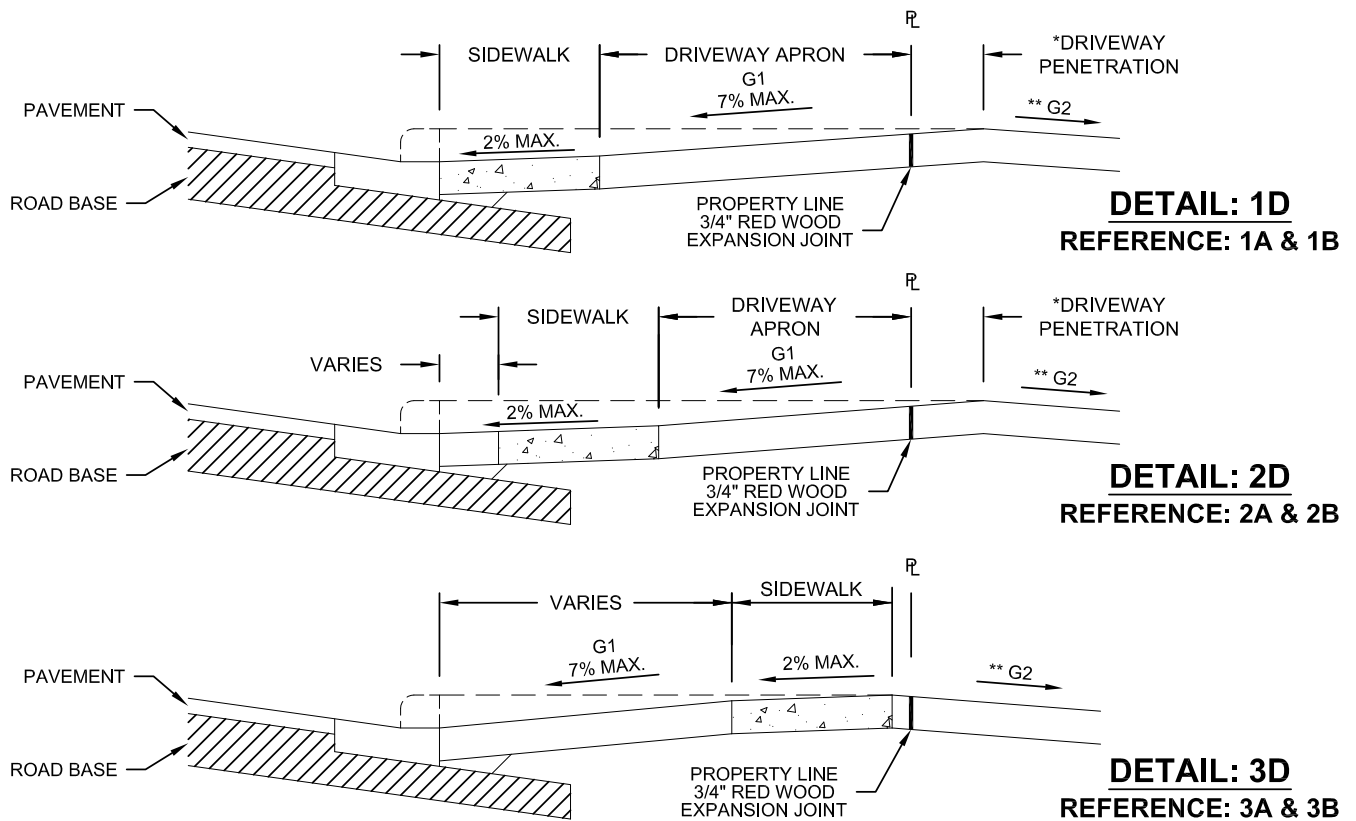 ℄
SIDEWALK
DRIVEWAY APRON
*DRIVEWAY
PENETRATION
G1
7% MAX.
** G2
PAVEMENT
2% MAX.
ROAD BASE
PROPERTY LINE
3/4" RED WOOD
EXPANSION JOINT
DETAIL: 1D
REFERENCE: 1A & 1B
PL
SIDEWALK
DRIVEWAY
APRON
*DRIVEWAY
PENETRATION
VARIES
G1
7% MAX.
** G2
PAVEMENT
2% MAX.
ROAD BASE
PROPERTY LINE
3/4" RED WOOD
EXPANSION JOINT
DETAIL: 2D
REFERENCE: 2A & 2B
PL
VARIES
SIDEWALK
G1
7% MAX.
2% MAX.
** G2
PAVEMENT
ROAD BASE
PROPERTY LINE
3/4" RED WOOD
EXPANSION JOINT
DETAIL: 3D
REFERENCE: 3A & 3B